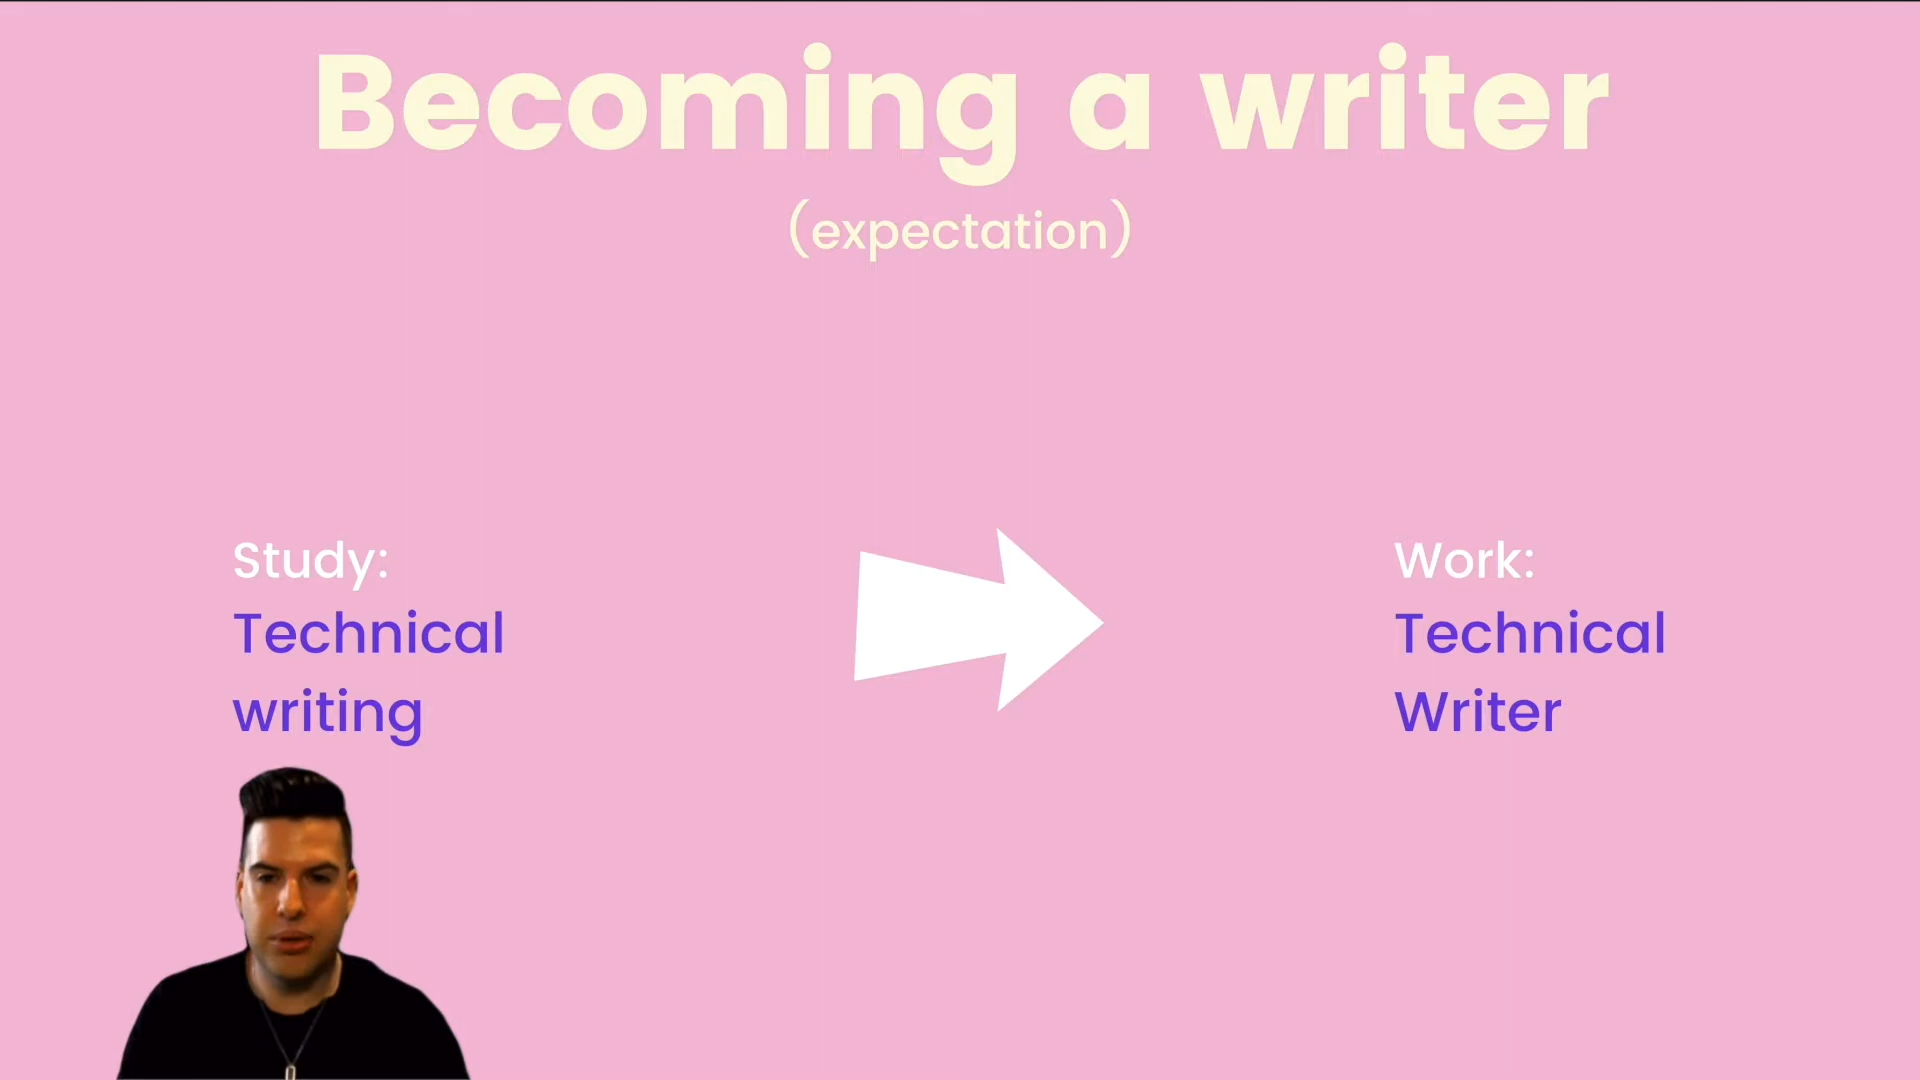 Becoming a writer
(expectation)
Study:
Technical
writing
Work:
Technical
Writer